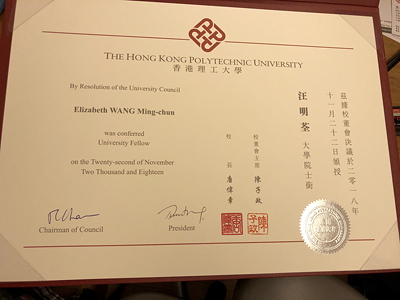 THE HONG KONG POLYTECHNIC UNIVERSITY
香港理工大學
By Resolution of the University Council
Elizabeth WANG Ming-chun
was conferred
University Fellow
on the Twenty-second of November
Two Thousand and Eighteen
Chairman of Council
President
茲據校董會決議於二零一八年
十一月二十二日頒授
汪明荃 大學院士銜
校董會主席 陳子政
校長 唐偉章
陳子政